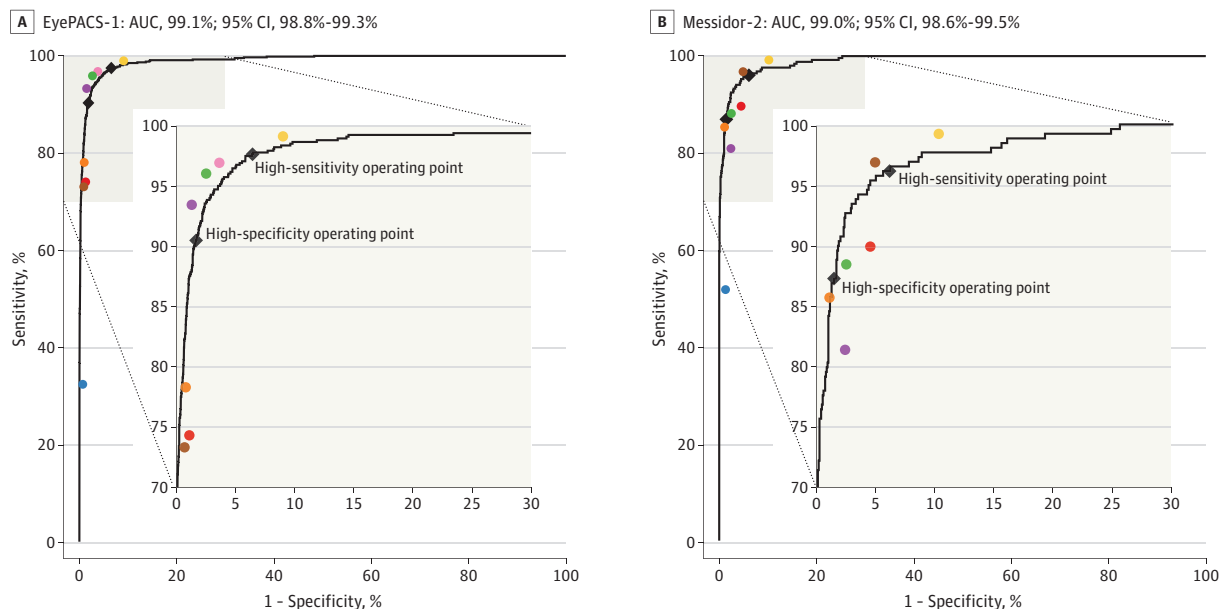 A EyePACS-1: AUC, 99.1%; 95% CI, 98.8%-99.3%
100
80
60
40
20
0
Sensitivity, %
0 20 40 60 80 100
1 - Specificity, %
100
95
90
85
80
75
70
0 5 10 15 20 25 30
High-sensitivity operating point
High-specificity operating point
B Messidor-2: AUC, 99.0%; 95% CI, 98.6%-99.5%
100
80
60
40
20
0
Sensitivity, %
0 20 40 60 80 100
1 - Specificity, %
100
95
90
85
80
75
70
0 5 10 15 20 25 30
High-sensitivity operating point
High-specificity operating point